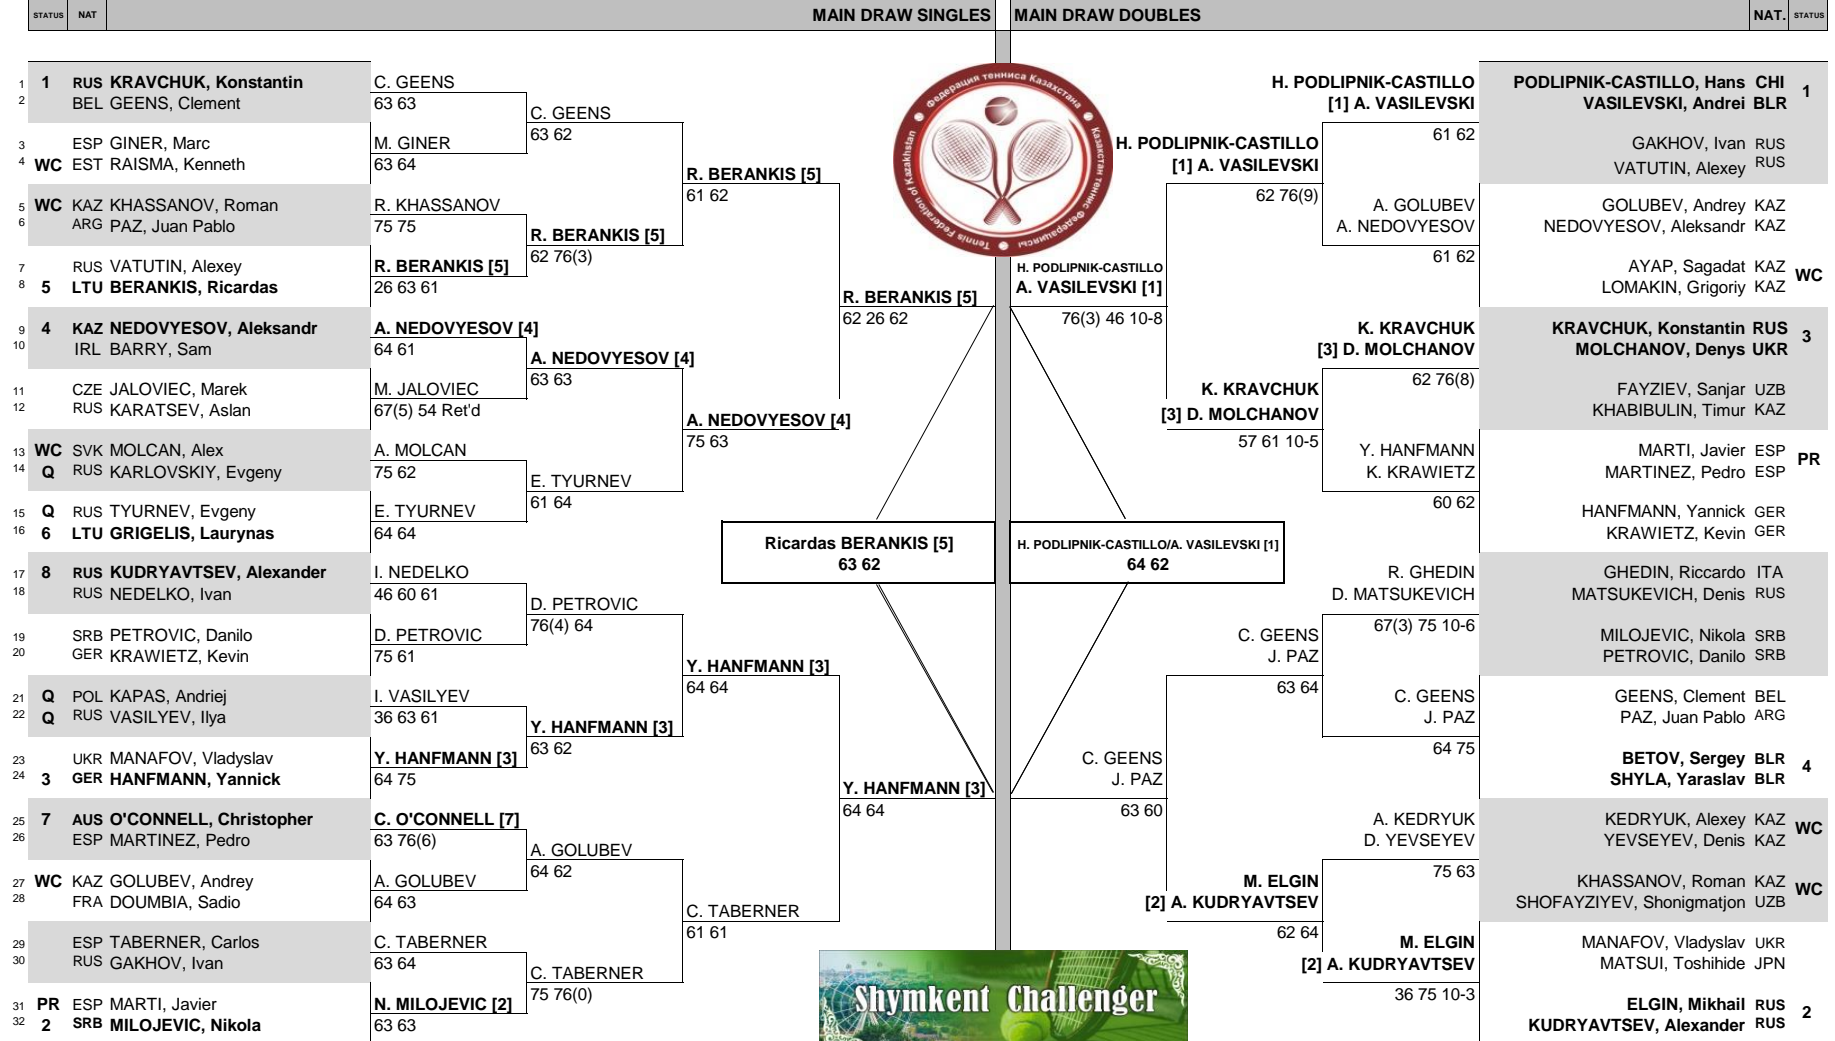 STATUS NAT MAIN DRAW SINGLES MAIN DRAW DOUBLES NAT. STATUS
1 1 RUS KRAVCHUK, Konstantin
2 BEL GEENS, Clement
3 ESP GINER, Marc
4 WC EST RAISMA, Kenneth
5 WC KAZ KHASSANOV, Roman
6 ARG PAZ, Juan Pablo
7 RUS VATUTIN, Alexey
8 5 LTU BERANKIS, Ricardas
9 4 KAZ NEDOVYESOV, Aleksandr
10 IRL BARRY, Sam
11 CZE JALOVIEC, Marek
12 RUS KARATSEV, Aslan
13 WC SVK MOLCAN, Alex
14 Q RUS KARLOVSKIY, Evgeny
15 Q RUS TYURNEV, Evgeny
16 6 LTU GRIGELIS, Laurynas
17 8 RUS KUDRYAVTSEV, Alexander
18 RUS NEDELKO, Ivan
19 SRB PETROVIC, Danilo
20 GER KRAWIETZ, Kevin
21 Q POL KAPAS, Andriej
22 Q RUS VASILYEV, Ilya
23 UKR MANAFOV, Vladyslav
24 3 GER HANFMANN, Yannick
25 7 AUS O'CONNELL, Christopher
26 ESP MARTINEZ, Pedro
27 WC KAZ GOLUBEV, Andrey
28 FRA DOUMBIA, Sadio
29 ESP TABERNER, Carlos
30 RUS GAKHOV, Ivan
31 PR ESP MARTI, Javier
32 2 SRB MILOJEVIC, Nikola
C. GEENS
63 63
M. GINER
63 64
R. KHASSANOV
75 75
R. BERANKIS [5]
26 63 61
A. NEDOVYESOV [4]
64 61
M. JALOVIEC
67(5) 54 Ret'd
A. MOLCAN
75 62
E. TYURNEV
64 64
I. NEDELKO
46 60 61
D. PETROVIC
75 61
I. VASILYEV
36 63 61
Y. HANFMANN [3]
64 75
C. O'CONNELL [7]
63 76(6)
A. GOLUBEV
64 63
C. TABERNER
63 64
N. MILOJEVIC [2]
63 63
C. GEENS
63 62
R. BERANKIS [5]
62 76(3)
A. NEDOVYESOV [4]
63 63
E. TYURNEV
61 64
D. PETROVIC
76(4) 64
Y. HANFMANN [3]
63 62
A. GOLUBEV
64 62
C. TABERNER
75 76(0)
R. BERANKIS [5]
61 62
A. NEDOVYESOV [4]
75 63
Y. HANFMANN [3]
64 64
C. TABERNER
61 61
R. BERANKIS [5]
62 26 62
Y. HANFMANN [3]
64 64
Ricardas BERANKIS [5]
63 62
Федерация тенниса Казахстана
Казахстан теннис Федерациясы
Tennis Federation of Kazakhstan
H. PODLIPNIK-CASTILLO/A. VASILEVSKI [1]
64 62
H. PODLIPNIK-CASTILLO
A. VASILEVSKI [1]
76(3) 46 10-8
C. GEENS
J. PAZ
63 60
H. PODLIPNIK-CASTILLO
[1] A. VASILEVSKI
62 76(9)
K. KRAVCHUK
[3] D. MOLCHANOV
57 61 10-5
C. GEENS
J. PAZ
63 64
M. ELGIN
[2] A. KUDRYAVTSEV
62 64
H. PODLIPNIK-CASTILLO
[1] A. VASILEVSKI
61 62
A. GOLUBEV
A. NEDOVYESOV
61 62
K. KRAVCHUK
[3] D. MOLCHANOV
62 76(8)
Y. HANFMANN
K. KRAWIETZ
60 62
R. GHEDIN
D. MATSUKEVICH
67(3) 75 10-6
C. GEENS
J. PAZ
64 75
A. KEDRYUK
D. YEVSEYEV
75 63
M. ELGIN
[2] A. KUDRYAVTSEV
36 75 10-3
PODLIPNIK-CASTILLO, Hans CHI 1
VASILEVSKI, Andrei BLR
GAKHOV, Ivan RUS
VATUTIN, Alexey RUS
GOLUBEV, Andrey KAZ
NEDOVYESOV, Aleksandr KAZ
AYAP, Sagadat KAZ WC
LOMAKIN, Grigoriy KAZ
KRAVCHUK, Konstantin RUS 3
MOLCHANOV, Denys UKR
FAYZIEV, Sanjar UZB
KHABIBULIN, Timur KAZ
MARTI, Javier ESP PR
MARTINEZ, Pedro ESP
HANFMANN, Yannick GER
KRAWIETZ, Kevin GER
GHEDIN, Riccardo ITA
MATSUKEVICH, Denis RUS
MILOJEVIC, Nikola SRB
PETROVIC, Danilo SRB
GEENS, Clement BEL
PAZ, Juan Pablo ARG
BETOV, Sergey BLR 4
SHYLA, Yaraslav BLR
KEDRYUK, Alexey KAZ WC
YEVSEYEV, Denis KAZ
KHASSANOV, Roman KAZ WC
SHOFAYZIYEV, Shonigmatjon UZB
MANAFOV, Vladyslav UKR
MATSUI, Toshihide JPN
ELGIN, Mikhail RUS 2
KUDRYAVTSEV, Alexander RUS
Shymkent Challenger